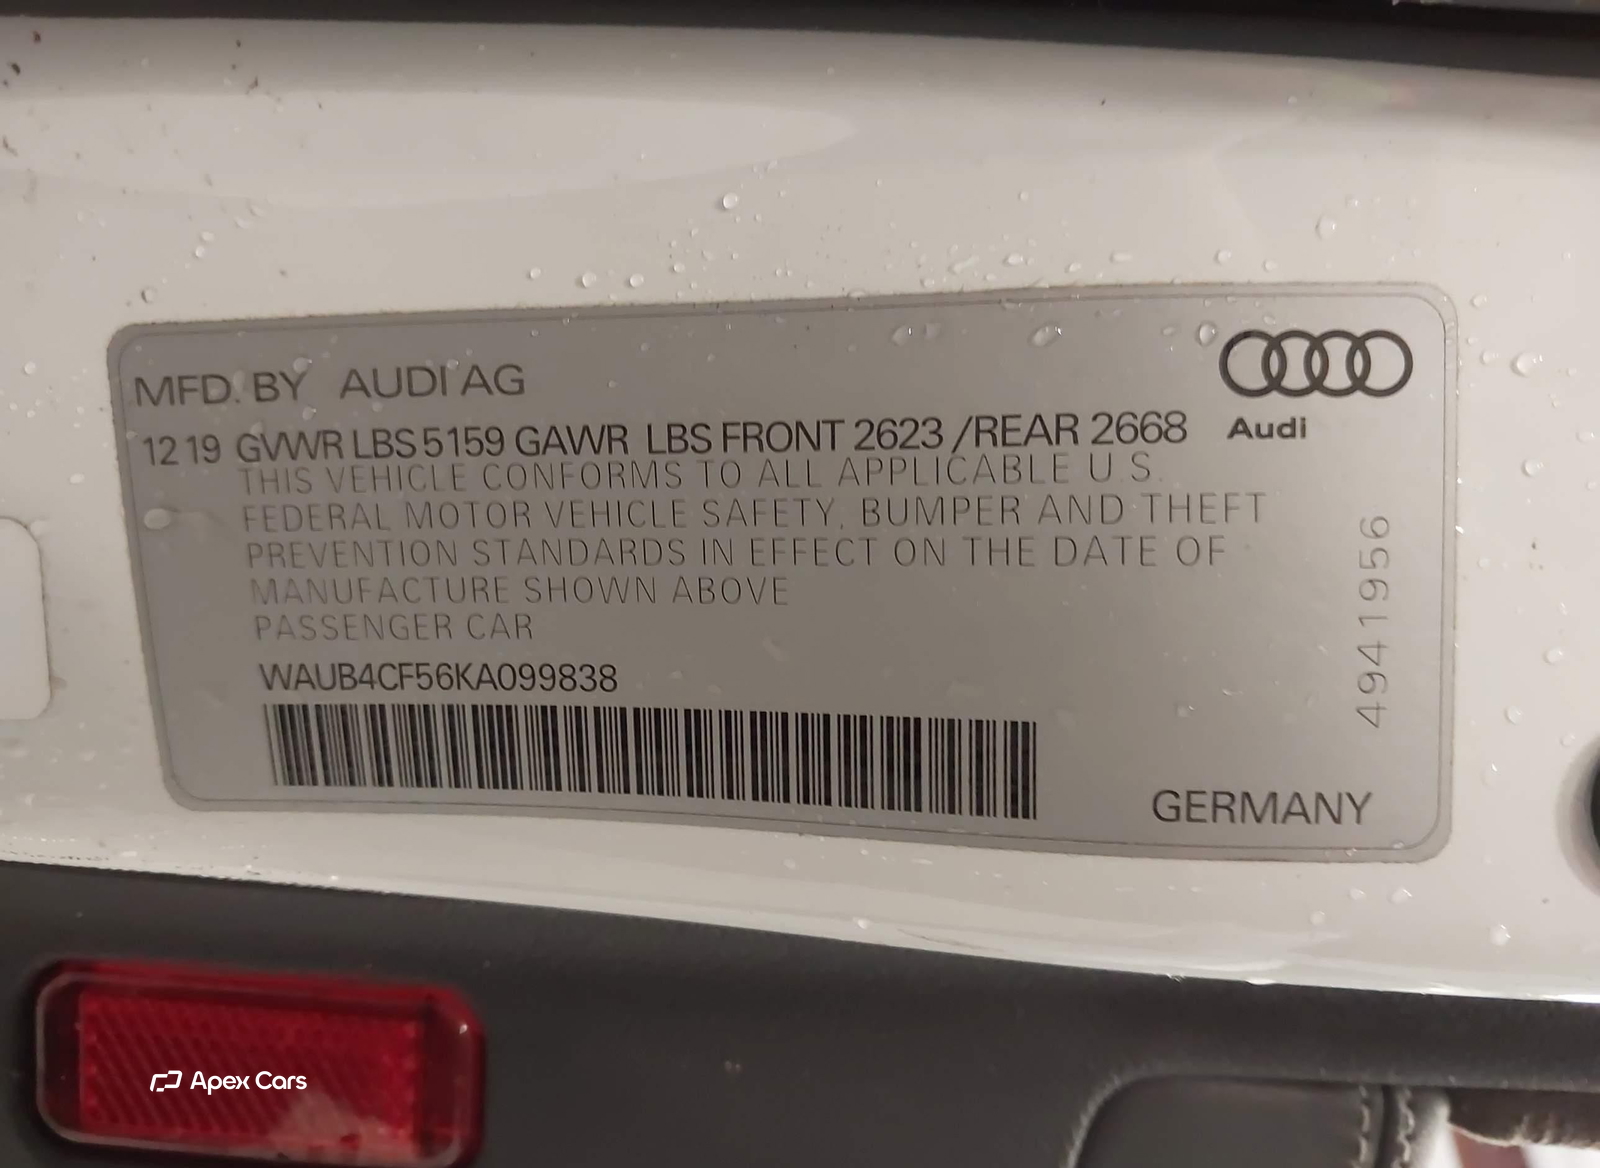 MFD. BY AUDI AG
12 19 GVWR LBS 5159 GAWR LBS FRONT 2623 /REAR 2668
Audi
THIS VEHICLE CONFORMS TO ALL APPLICABLE U.S.
FEDERAL MOTOR VEHICLE SAFETY, BUMPER AND THEFT
PREVENTION STANDARDS IN EFFECT ON THE DATE OF
MANUFACTURE SHOWN ABOVE
PASSENGER CAR
WAUB4CF56KA099838
4941956
GERMANY
Apex Cars